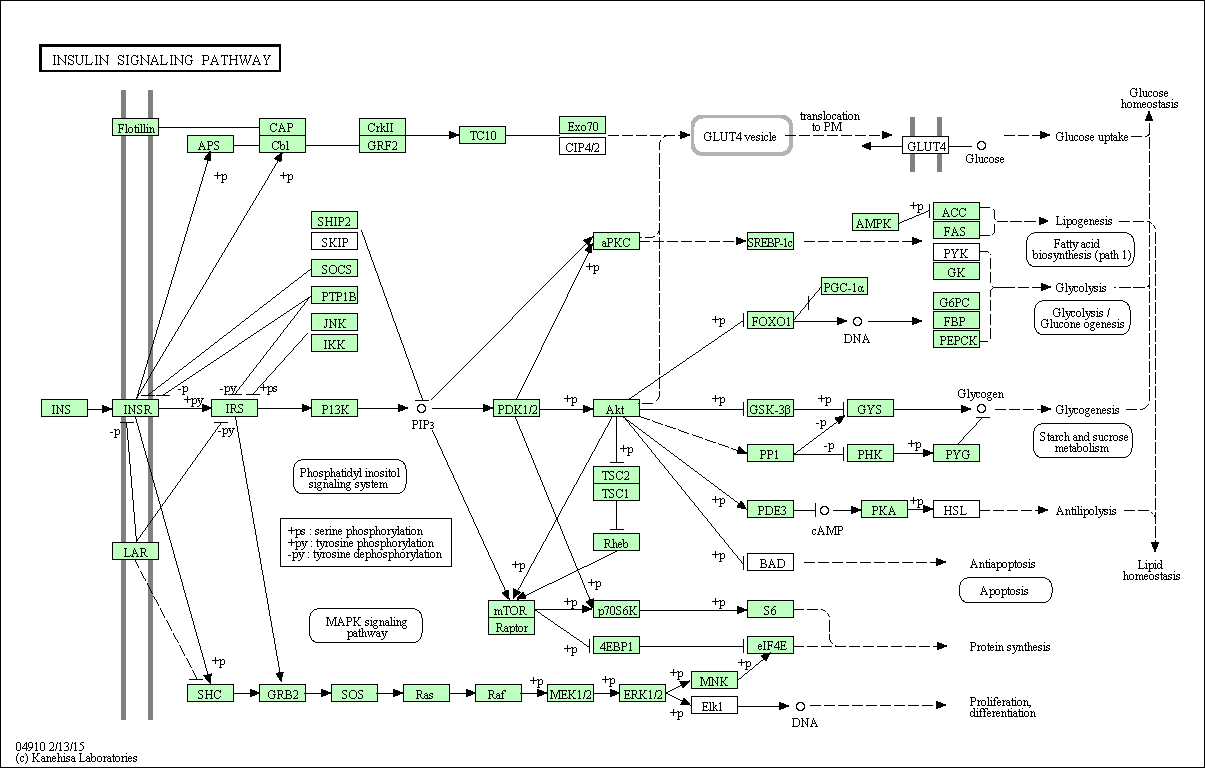 INSULIN SIGNALING PATHWAY
Glucose
homeostasis
Flotillin
CAP
CrkII
Exo70
translocation
to PM
APS
Cbl
GRF2
TC10
CIP4/2
GLUT4 vesicle
GLUT4
Glucose
Glucose uptake
+p
+p
SHIP2
SKIP
SOCS
PTP1B
JNK
IKK
aPKC
+p
SREBP-1c
AMPK
+p
ACC
FAS
PYK
GK
Lipogenesis
Fatty acid
biosynthesis (path 1)
PGC-1α
G6PC
FBP
PEPCK
Glycolysis
Glycolysis /
Glucone ogenesis
+p
FOXO1
DNA
-p
+py
-py
+ps
INS
INSR
IRS
P13K
PIP3
PDK1/2
+p
Akt
+p
GSK-3β
+p
GYS
Glycogen
Glycogenesis
-p
-py
+p
+p
PP1
-p
-p
PHK
+p
PYG
Starch and sucrose
metabolism
Phosphatidyl inositol
signaling system
TSC2
TSC1
+p
PDE3
cAMP
PKA
+p
HSL
Antilipolysis
+ps : serine phosphorylation
+py : tyrosine phosphorylation
-py : tyrosine dephosphorylation
LAR
Rheb
+p
+p
+p
BAD
Antiapoptosis
Apoptosis
Lipid
homeostasis
MAPK signaling
pathway
mTOR
Raptor
+p
p70S6K
+p
S6
+p
4EBP1
eIF4E
Protein synthesis
+p
SHC
GRB2
SOS
Ras
Raf
+p
MEK1/2
+p
ERK1/2
+p
MNK
+p
+p
Elk1
DNA
Proliferation,
differentiation
04910 2/13/15
(c) Kanehisa Laboratories